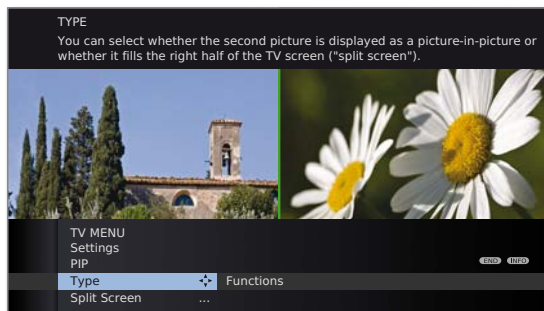 TYPE
You can select whether the second picture is displayed as a picture-in-picture or
whether it fills the right half of the TV screen ("split screen").
TV MENU
Settings
PIP
END INFO
Type Functions
Split Screen ...